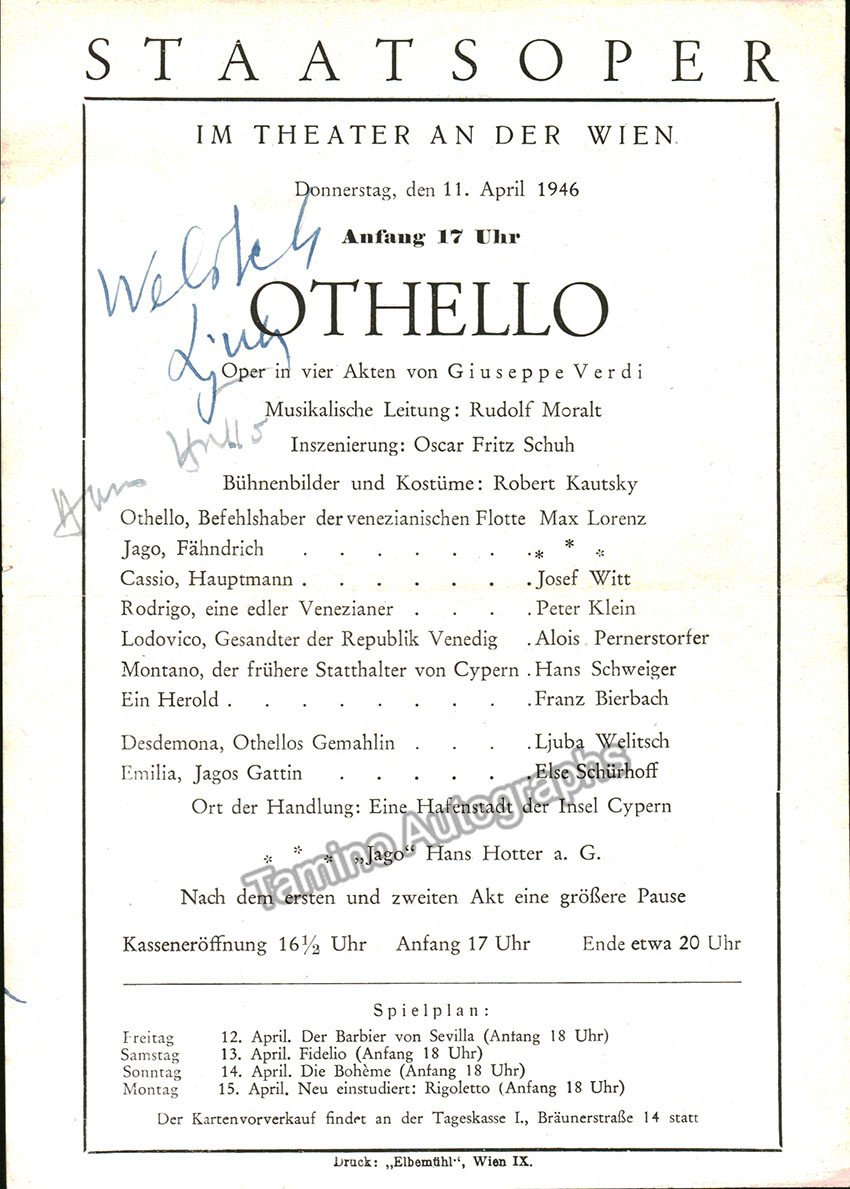 STAATSOPER
IM THEATER AN DER WIEN
Donnerstag, den 11. April 1946
Anfang 17 Uhr
Welitsch
OTHELLO
Ljuba
Oper in vier Akten von Giuseppe Verdi
Musikalische Leitung: Rudolf Moralt
Hans Hotter
Inszenierung: Oscar Fritz Schuh
Bühnenbilder und Kostüme: Robert Kautsky
Othello, Befehlshaber der venezianischen Flotte Max Lorenz
Jago, Fähndrich . . . . . . . * * *
Cassio, Hauptmann . . . . . . . Josef Witt
Rodrigo, eine edler Venezianer . . . . Peter Klein
Lodovico, Gesandter der Republik Venedig . Alois Pernerstorfer
Montano, der frühere Statthalter von Cypern . Hans Schweiger
Ein Herold . . . . . . . . . Franz Bierbach
Desdemona, Othellos Gemahlin . . . . Ljuba Welitsch
Emilia, Jagos Gattin . . . . . . Else Schürhoff
Ort der Handlung: Eine Hafenstadt der Insel Cypern
* * * „Jago“ Hans Hotter a. G.
Tamino Autographs
Nach dem ersten und zweiten Akt eine größere Pause
Kasseneröffnung 16½ Uhr Anfang 17 Uhr Ende etwa 20 Uhr
Spielplan:
Freitag 12. April. Der Barbier von Sevilla (Anfang 18 Uhr)
Samstag 13. April. Fidelio (Anfang 18 Uhr)
Sonntag 14. April. Die Bohème (Anfang 18 Uhr)
Montag 15. April. Neu einstudiert: Rigoletto (Anfang 18 Uhr)
Der Kartenvorverkauf findet an der Tageskasse I., Bräunerstraße 14 statt
Druck: „Elbemühl“, Wien IX.